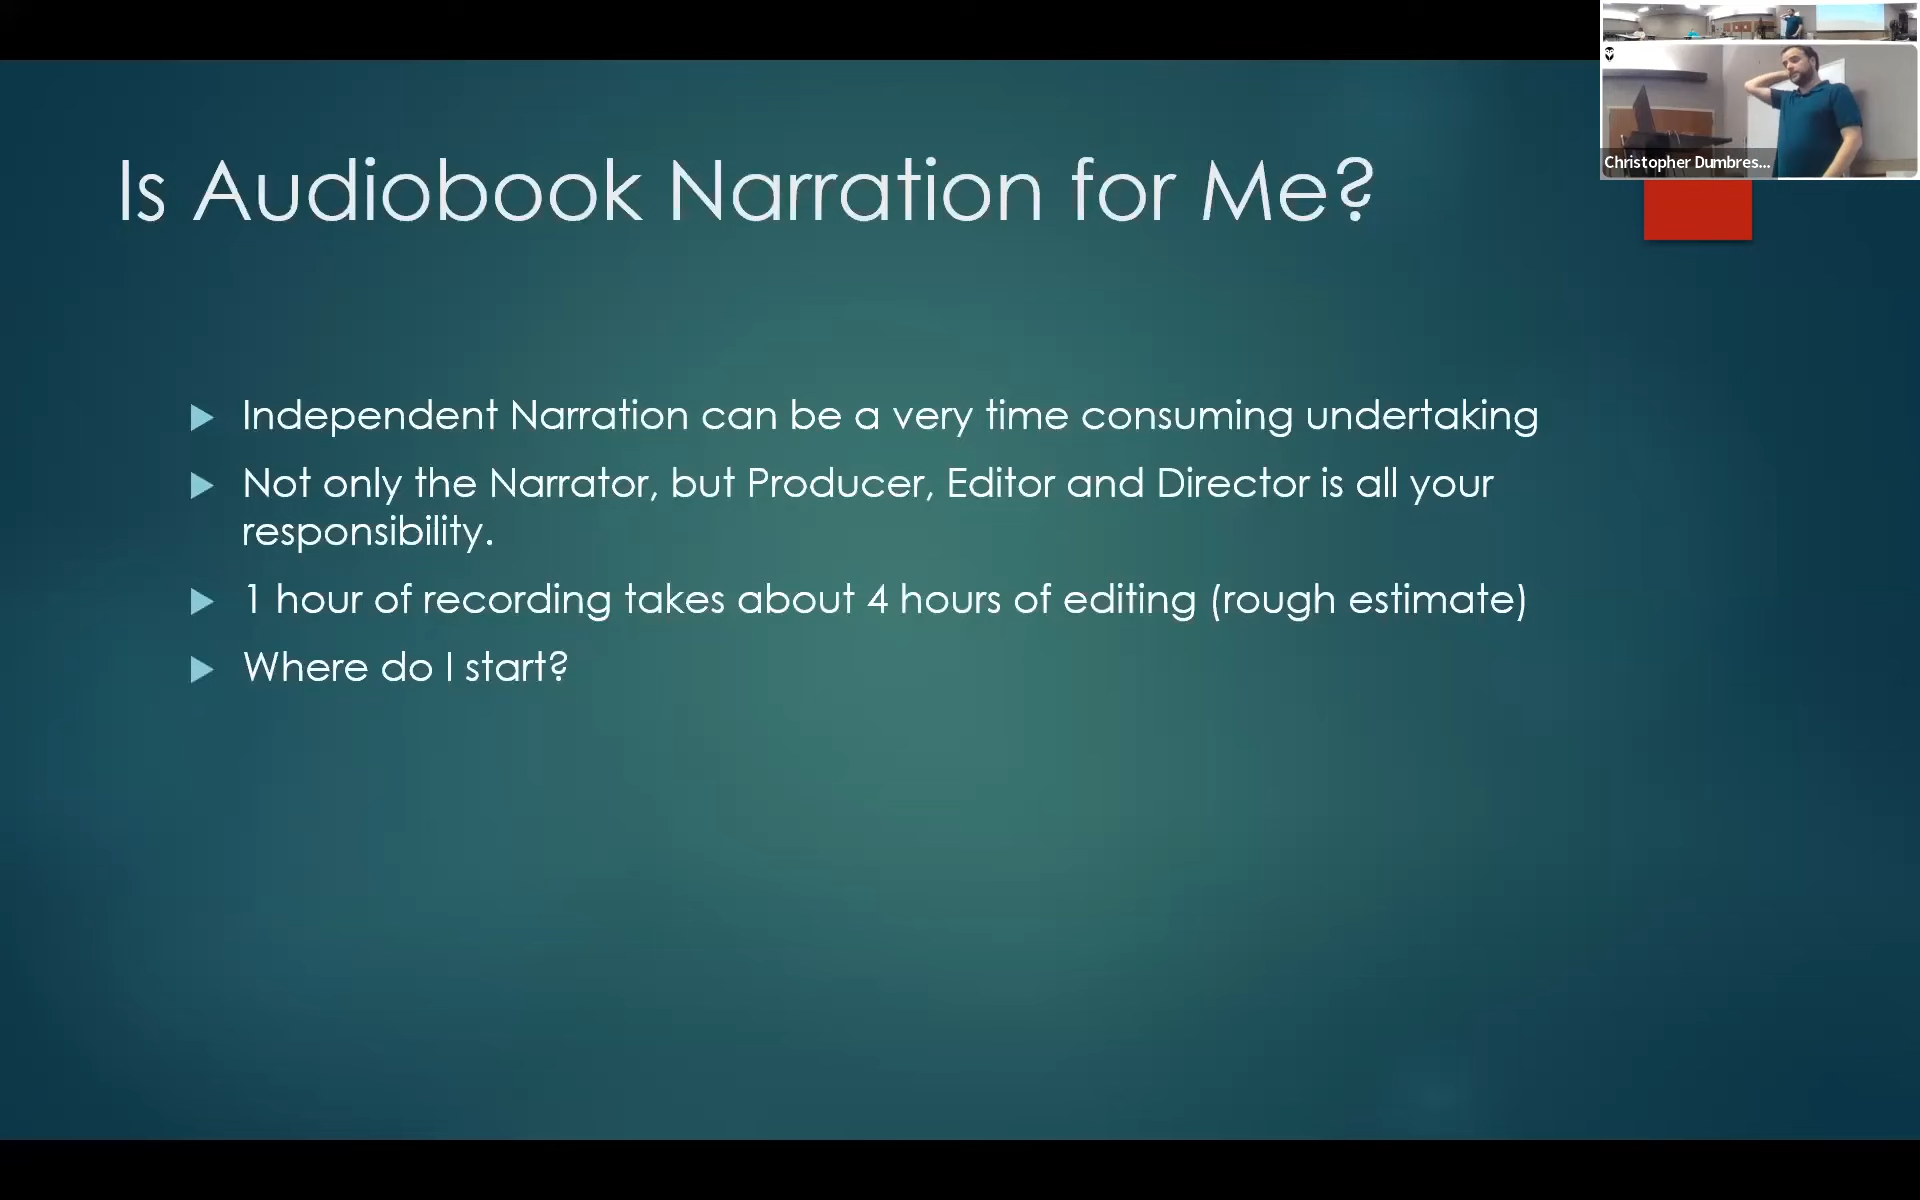 Is Audiobook Narration for Me?
Independent Narration can be a very time consuming undertaking
Not only the Narrator, but Producer, Editor and Director is all your
responsibility.
1 hour of recording takes about 4 hours of editing (rough estimate)
Where do I start?
Christopher Dumbres...